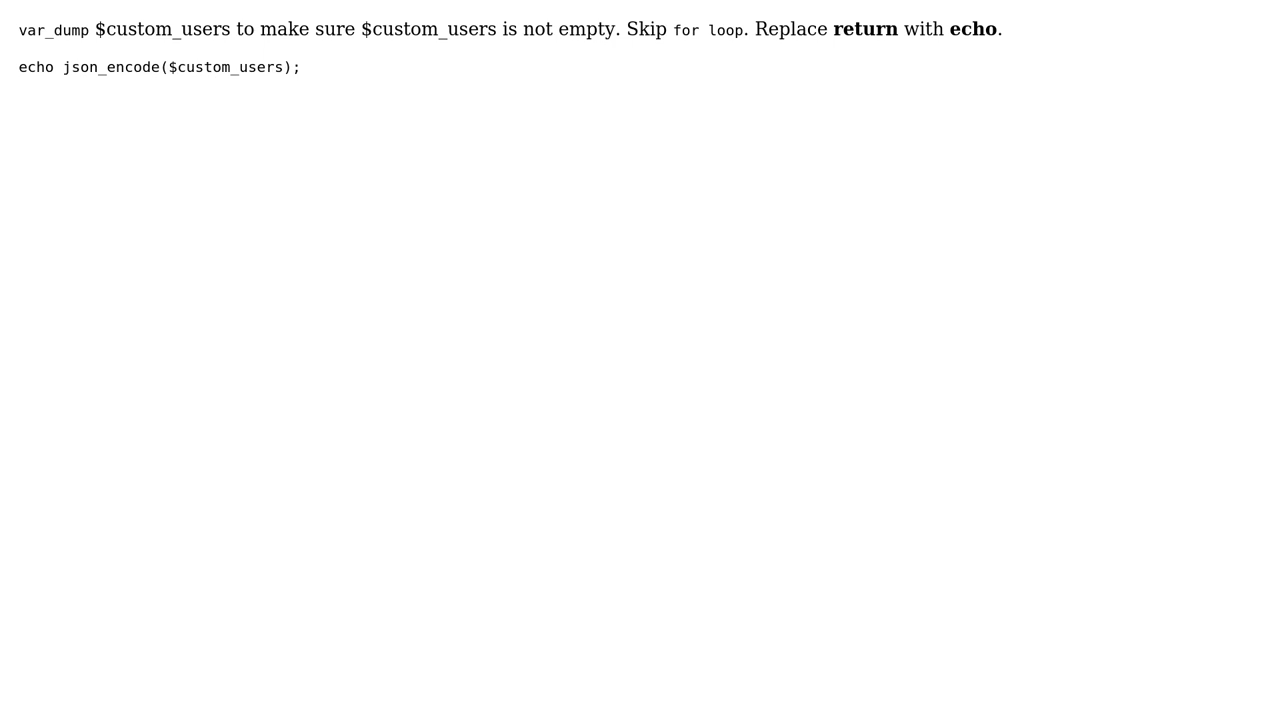 var_dump $custom_users to make sure $custom_users is not empty. Skip for loop. Replace return with echo.
echo json_encode($custom_users);